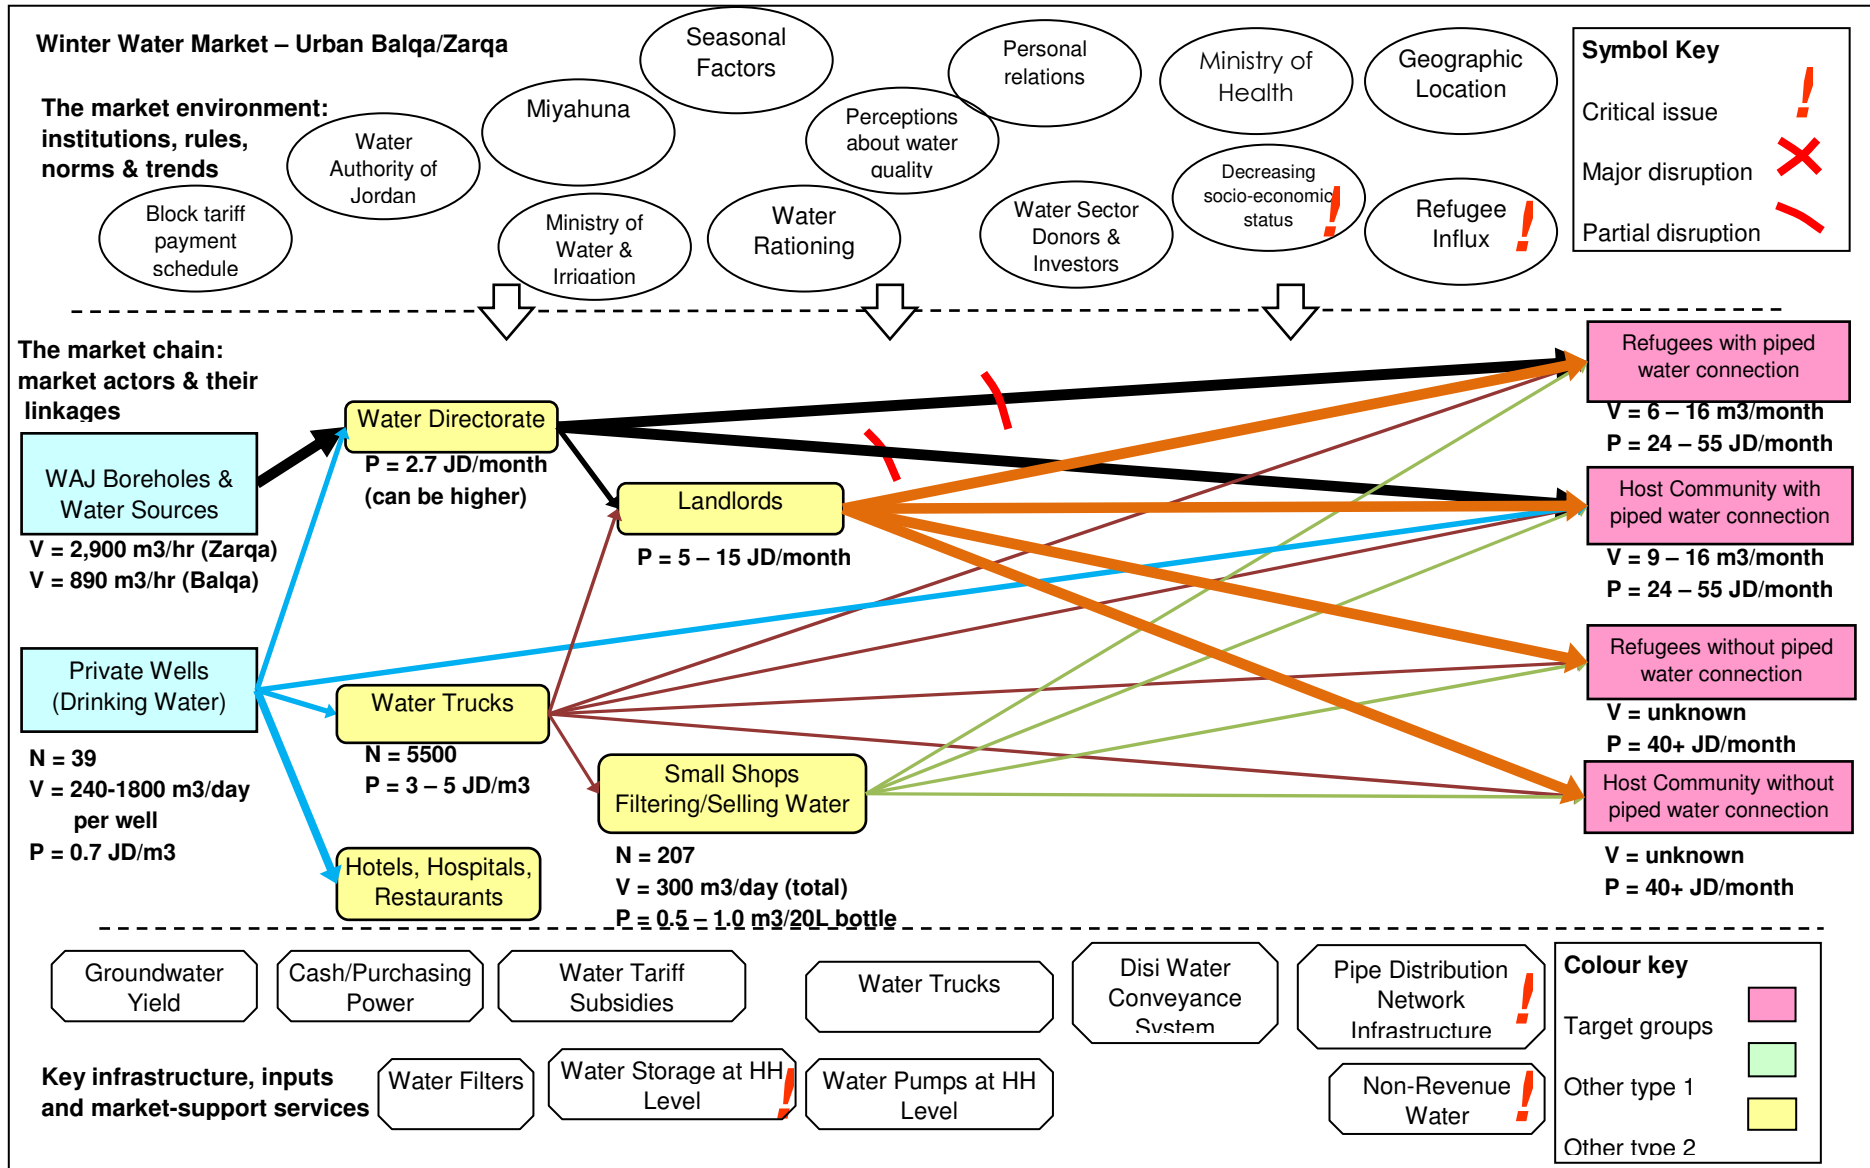 Winter Water Market – Urban Balqa/Zarqa
The market environment:
institutions, rules,
norms & trends
Block tariff
payment
schedule
Water
Authority of
Jordan
Miyahuna
Ministry of
Water &
Irrigation
Seasonal
Factors
Water
Rationing
Perceptions
about water
quality
Personal
relations
Water Sector
Donors &
Investors
Ministry of
Health
Decreasing
socio-economic
status
!
Geographic
Location
Refugee
Influx
!
Symbol Key
Critical issue
!
Major disruption
Partial disruption
The market chain:
market actors & their
linkages
WAJ Boreholes &
Water Sources
V = 2,900 m3/hr (Zarqa)
V = 890 m3/hr (Balqa)
Private Wells
(Drinking Water)
N = 39
V = 240-1800 m3/day
per well
P = 0.7 JD/m3
Water Directorate
P = 2.7 JD/month
(can be higher)
Landlords
P = 5 – 15 JD/month
Water Trucks
N = 5500
P = 3 – 5 JD/m3
Small Shops
Filtering/Selling Water
N = 207
V = 300 m3/day (total)
P = 0.5 – 1.0 m3/20L bottle
Hotels, Hospitals,
Restaurants
Refugees with piped
water connection
V = 6 – 16 m3/month
P = 24 – 55 JD/month
Host Community with
piped water connection
V = 9 – 16 m3/month
P = 24 – 55 JD/month
Refugees without piped
water connection
V = unknown
P = 40+ JD/month
Host Community without
piped water connection
V = unknown
P = 40+ JD/month
Groundwater
Yield
Cash/Purchasing
Power
Water Tariff
Subsidies
Water Trucks
Disi Water
Conveyance
System
Pipe Distribution
Network
Infrastructure
!
Key infrastructure, inputs
and market-support services
Water Filters
Water Storage at HH
Level
!
Water Pumps at HH
Level
Non-Revenue
Water
!
Colour key
Target groups
Other type 1
Other type 2